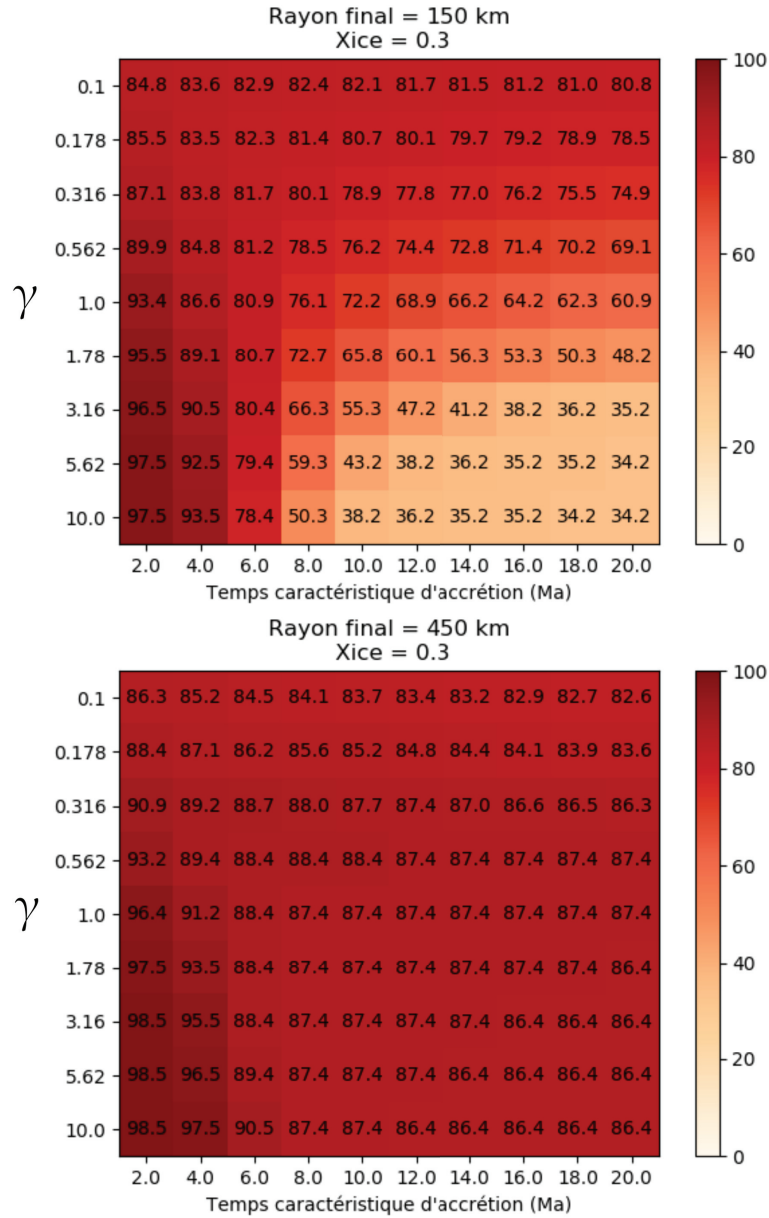 Rayon final = 150 km
Xice = 0.3
0.1 84.8 83.6 82.9 82.4 82.1 81.7 81.5 81.2 81.0 80.8
0.178 85.5 83.5 82.3 81.4 80.7 80.1 79.7 79.2 78.9 78.5
0.316 87.1 83.8 81.7 80.1 78.9 77.8 77.0 76.2 75.5 74.9
0.562 89.9 84.8 81.2 78.5 76.2 74.4 72.8 71.4 70.2 69.1
γ
1.0 93.4 86.6 80.9 76.1 72.2 68.9 66.2 64.2 62.3 60.9
1.78 95.5 89.1 80.7 72.7 65.8 60.1 56.3 53.3 50.3 48.2
3.16 96.5 90.5 80.4 66.3 55.3 47.2 41.2 38.2 36.2 35.2
5.62 97.5 92.5 79.4 59.3 43.2 38.2 36.2 35.2 35.2 34.2
10.0 97.5 93.5 78.4 50.3 38.2 36.2 35.2 35.2 34.2 34.2
2.0 4.0 6.0 8.0 10.0 12.0 14.0 16.0 18.0 20.0
Temps caractéristique d'accrétion (Ma)
100
80
60
40
20
0
Rayon final = 450 km
Xice = 0.3
0.1 86.3 85.2 84.5 84.1 83.7 83.4 83.2 82.9 82.7 82.6
0.178 88.4 87.1 86.2 85.6 85.2 84.8 84.4 84.1 83.9 83.6
0.316 90.9 89.2 88.7 88.0 87.7 87.4 87.0 86.6 86.5 86.3
0.562 93.2 89.4 88.4 88.4 88.4 87.4 87.4 87.4 87.4 87.4
γ
1.0 96.4 91.2 88.4 87.4 87.4 87.4 87.4 87.4 87.4 87.4
1.78 97.5 93.5 88.4 87.4 87.4 87.4 87.4 87.4 87.4 86.4
3.16 98.5 95.5 88.4 87.4 87.4 87.4 87.4 86.4 86.4 86.4
5.62 98.5 96.5 89.4 87.4 87.4 87.4 86.4 86.4 86.4 86.4
10.0 98.5 97.5 90.5 87.4 87.4 86.4 86.4 86.4 86.4 86.4
2.0 4.0 6.0 8.0 10.0 12.0 14.0 16.0 18.0 20.0
Temps caractéristique d'accrétion (Ma)
100
80
60
40
20
0